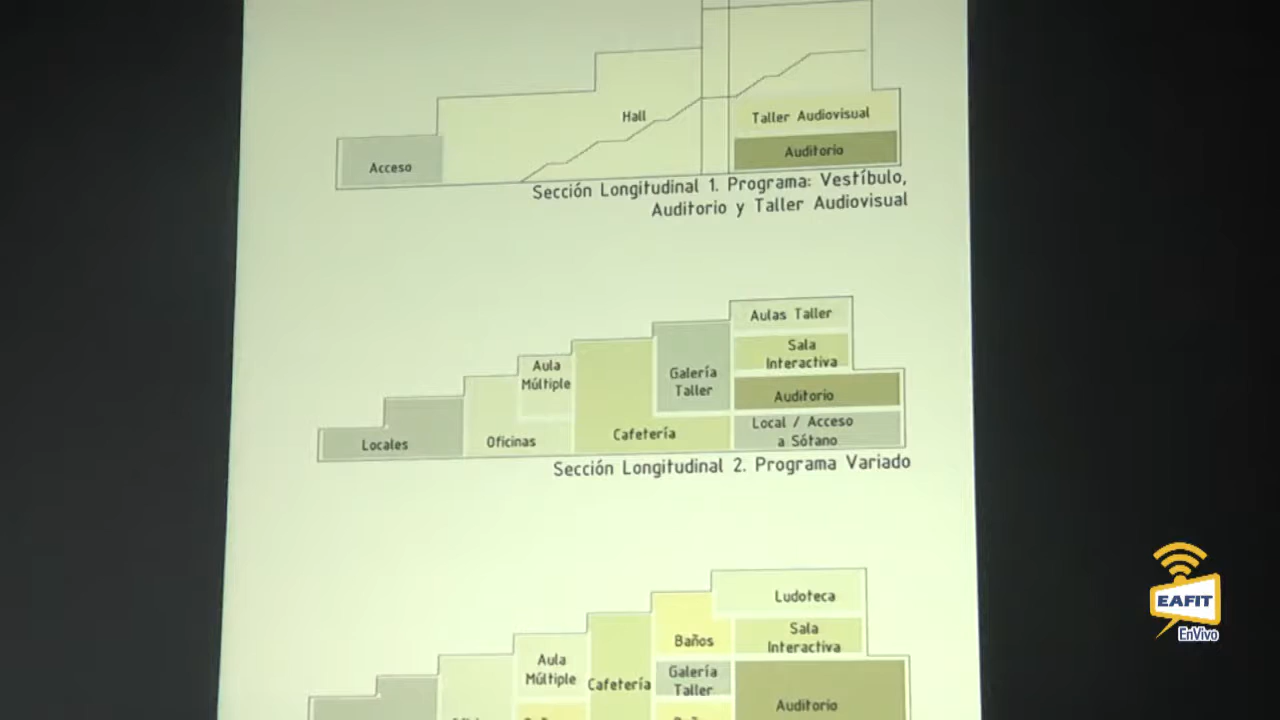 Hall
Taller Audiovisual
Auditorio
Acceso
Sección Longitudinal 1. Programa: Vestíbulo,
Auditorio y Taller Audiovisual
Aulas Taller
Sala
Interactiva
Aula
Múltiple
Galería
Taller
Auditorio
Local / Acceso
a Sótano
Locales
Oficinas
Cafetería
Sección Longitudinal 2. Programa Variado
Ludoteca
Baños
Sala
Interactiva
Aula
Múltiple
Cafetería
Galería
Taller
Auditorio
EAFIT
EnVivo